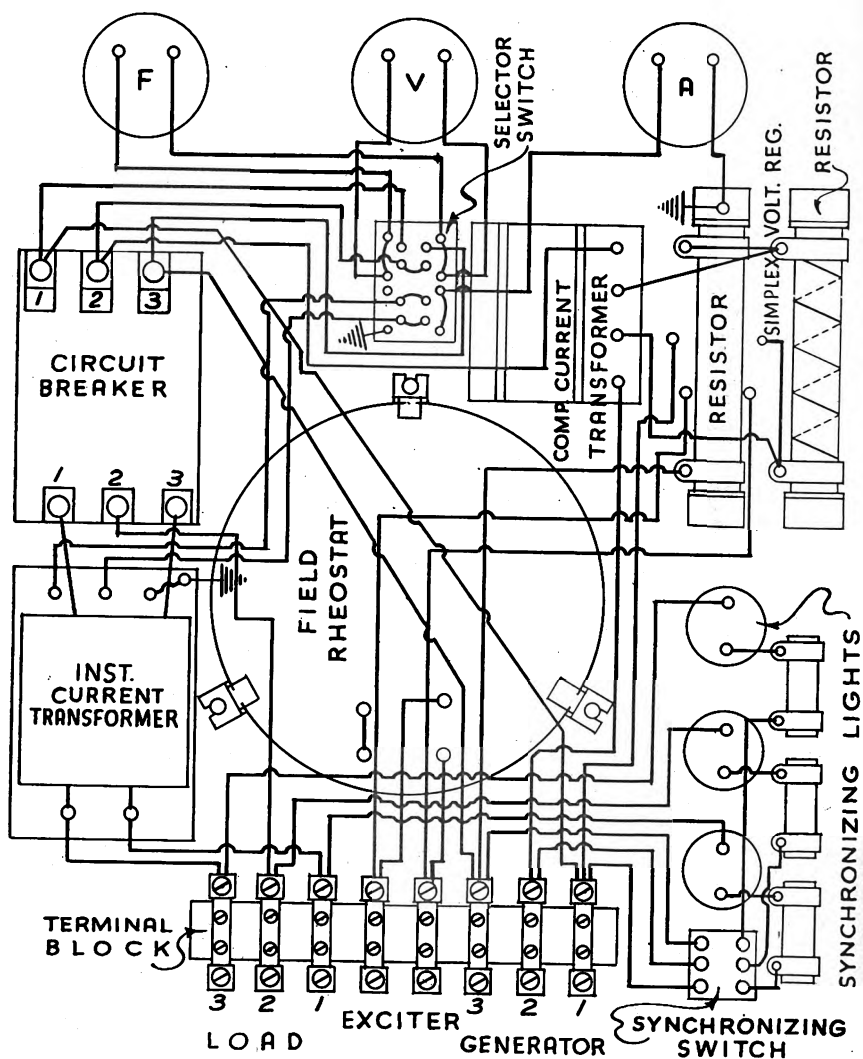 F
V
A
SELECTOR
SWITCH
SIMPLEX VOLT. REG.
RESISTOR
1 2 3
CIRCUIT
BREAKER
COMP. CURRENT
TRANSFORMER
RESISTOR
1 2 3
FIELD
RHEOSTAT
INST.
CURRENT
TRANSFORMER
SYNCHRONIZING LIGHTS
TERMINAL
BLOCK
3 2 1 3 2 1
LOAD
EXCITER
GENERATOR
SYNCHRONIZING
SWITCH